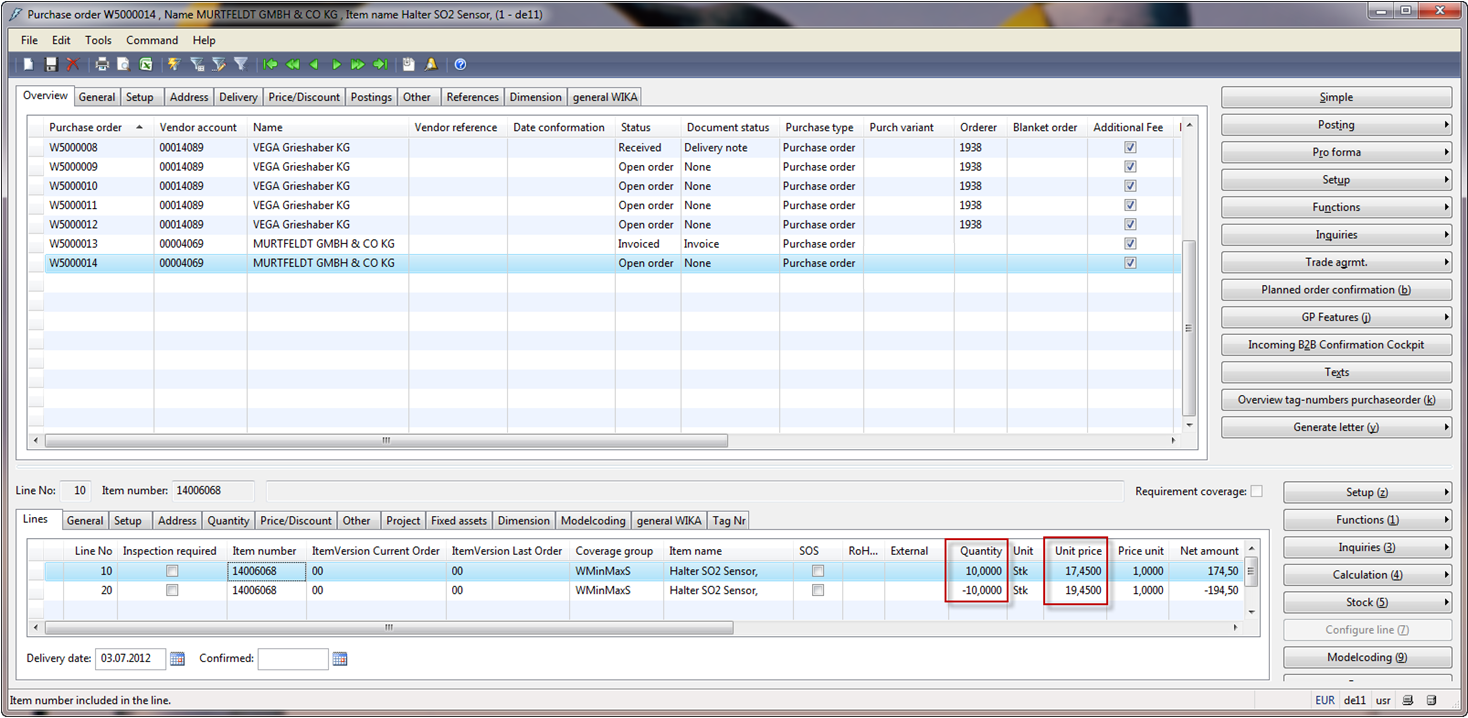 Purchase order W5000014 , Name MURTFELDT GMBH & CO KG , Item name Halter SO2 Sensor, (1 - de11)
File Edit Tools Command Help
Overview General Setup Address Delivery Price/Discount Postings Other References Dimension general WIKA
Purchase order Vendor account Name Vendor reference Date conformation Status Document status Purchase type Purch variant Orderer Blanket order Additional Fee
W5000008 00014089 VEGA Grieshaber KG Received Delivery note Purchase order 1938
W5000009 00014089 VEGA Grieshaber KG Open order None Purchase order 1938
W5000010 00014089 VEGA Grieshaber KG Open order None Purchase order 1938
W5000011 00014089 VEGA Grieshaber KG Open order None Purchase order 1938
W5000012 00014089 VEGA Grieshaber KG Open order None Purchase order 1938
W5000013 00004069 MURTFELDT GMBH & CO KG Invoiced Invoice Purchase order
W5000014 00004069 MURTFELDT GMBH & CO KG Open order None Purchase order
Simple
Posting
Pro forma
Setup
Functions
Inquiries
Trade agrmt.
Planned order confirmation (b)
GP Features (j)
Incoming B2B Confirmation Cockpit
Texts
Overview tag-numbers purchaseorder (k)
Generate letter (y)
Line No: 10 Item number: 14006068 Requirement coverage:
Lines General Setup Address Quantity Price/Discount Other Project Fixed assets Dimension Modelcoding general WIKA Tag Nr
Line No Inspection required Item number ItemVersion Current Order ItemVersion Last Order Coverage group Item name SOS RoH... External Quantity Unit Unit price Price unit Net amount
10 14006068 00 00 WMinMaxS Halter SO2 Sensor, 10,0000 Stk 17,4500 1,0000 174,50
20 14006068 00 00 WMinMaxS Halter SO2 Sensor, -10,0000 Stk 19,4500 1,0000 -194,50
Setup (z)
Functions (1)
Inquiries (3)
Calculation (4)
Stock (5)
Configure line (7)
Modelcoding (9)
Delivery date: 03.07.2012 Confirmed:
Item number included in the line. EUR de11 usr